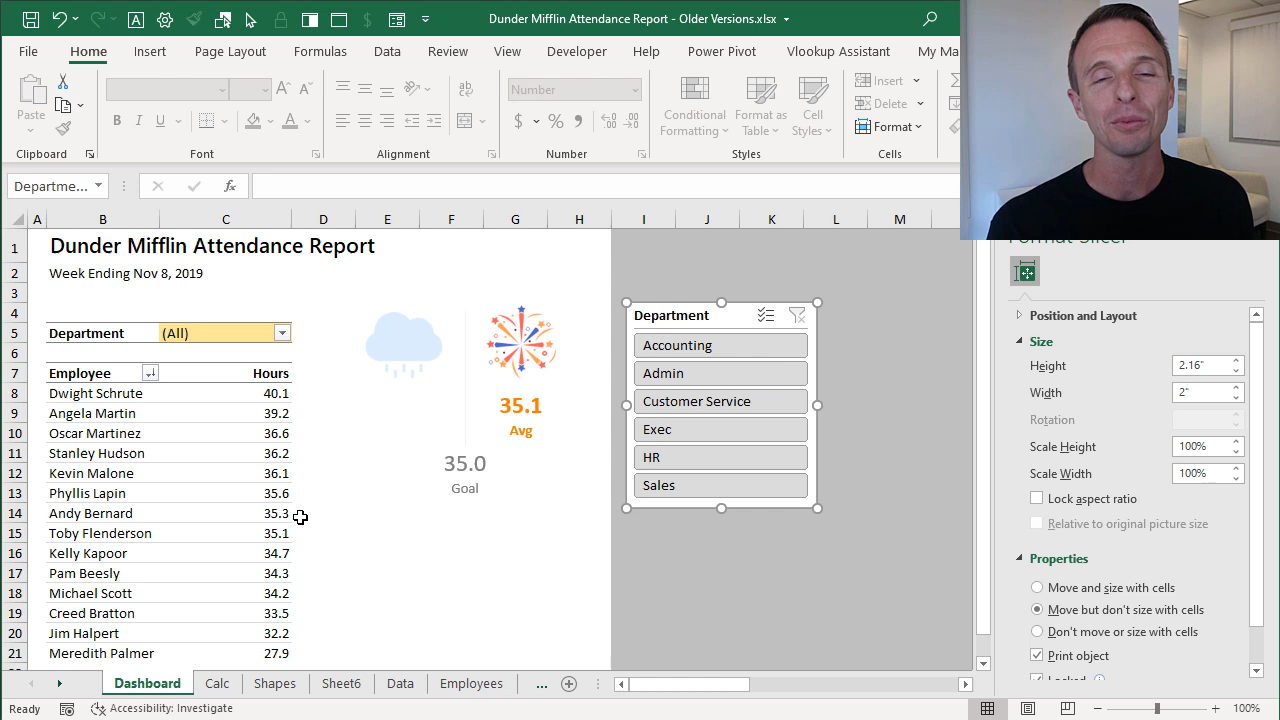 Dunder Mifflin Attendance Report - Older Versions.xlsx
File Home Insert Page Layout Formulas Data Review View Developer Help Power Pivot Vlookup Assistant My Ma
Paste
Clipboard
B I U
Font
Alignment
Number
$ % ,
Number
Conditional Formatting
Format as Table
Cell Styles
Styles
Insert
Delete
Format
Cells
Departme...
fx
A B C D E F G H I J K L M
1 Dunder Mifflin Attendance Report
2 Week Ending Nov 8, 2019
3
4
5 Department (All)
6
7 Employee Hours
8 Dwight Schrute 40.1
9 Angela Martin 39.2
10 Oscar Martinez 36.6
11 Stanley Hudson 36.2
12 Kevin Malone 36.1
13 Phyllis Lapin 35.6
14 Andy Bernard 35.3
15 Toby Flenderson 35.1
16 Kelly Kapoor 34.7
17 Pam Beesly 34.3
18 Michael Scott 34.2
19 Creed Bratton 33.5
20 Jim Halpert 32.2
21 Meredith Palmer 27.9
35.1
Avg
35.0
Goal
Department
Accounting
Admin
Customer Service
Exec
HR
Sales
Format Slicer
Position and Layout
Size
Height 2.16"
Width 2"
Rotation
Scale Height 100%
Scale Width 100%
Lock aspect ratio
Relative to original picture size
Properties
Move and size with cells
Move but don't size with cells
Don't move or size with cells
Print object
Locked
Dashboard Calc Shapes Sheet6 Data Employees ...
Ready Accessibility: Investigate 100%